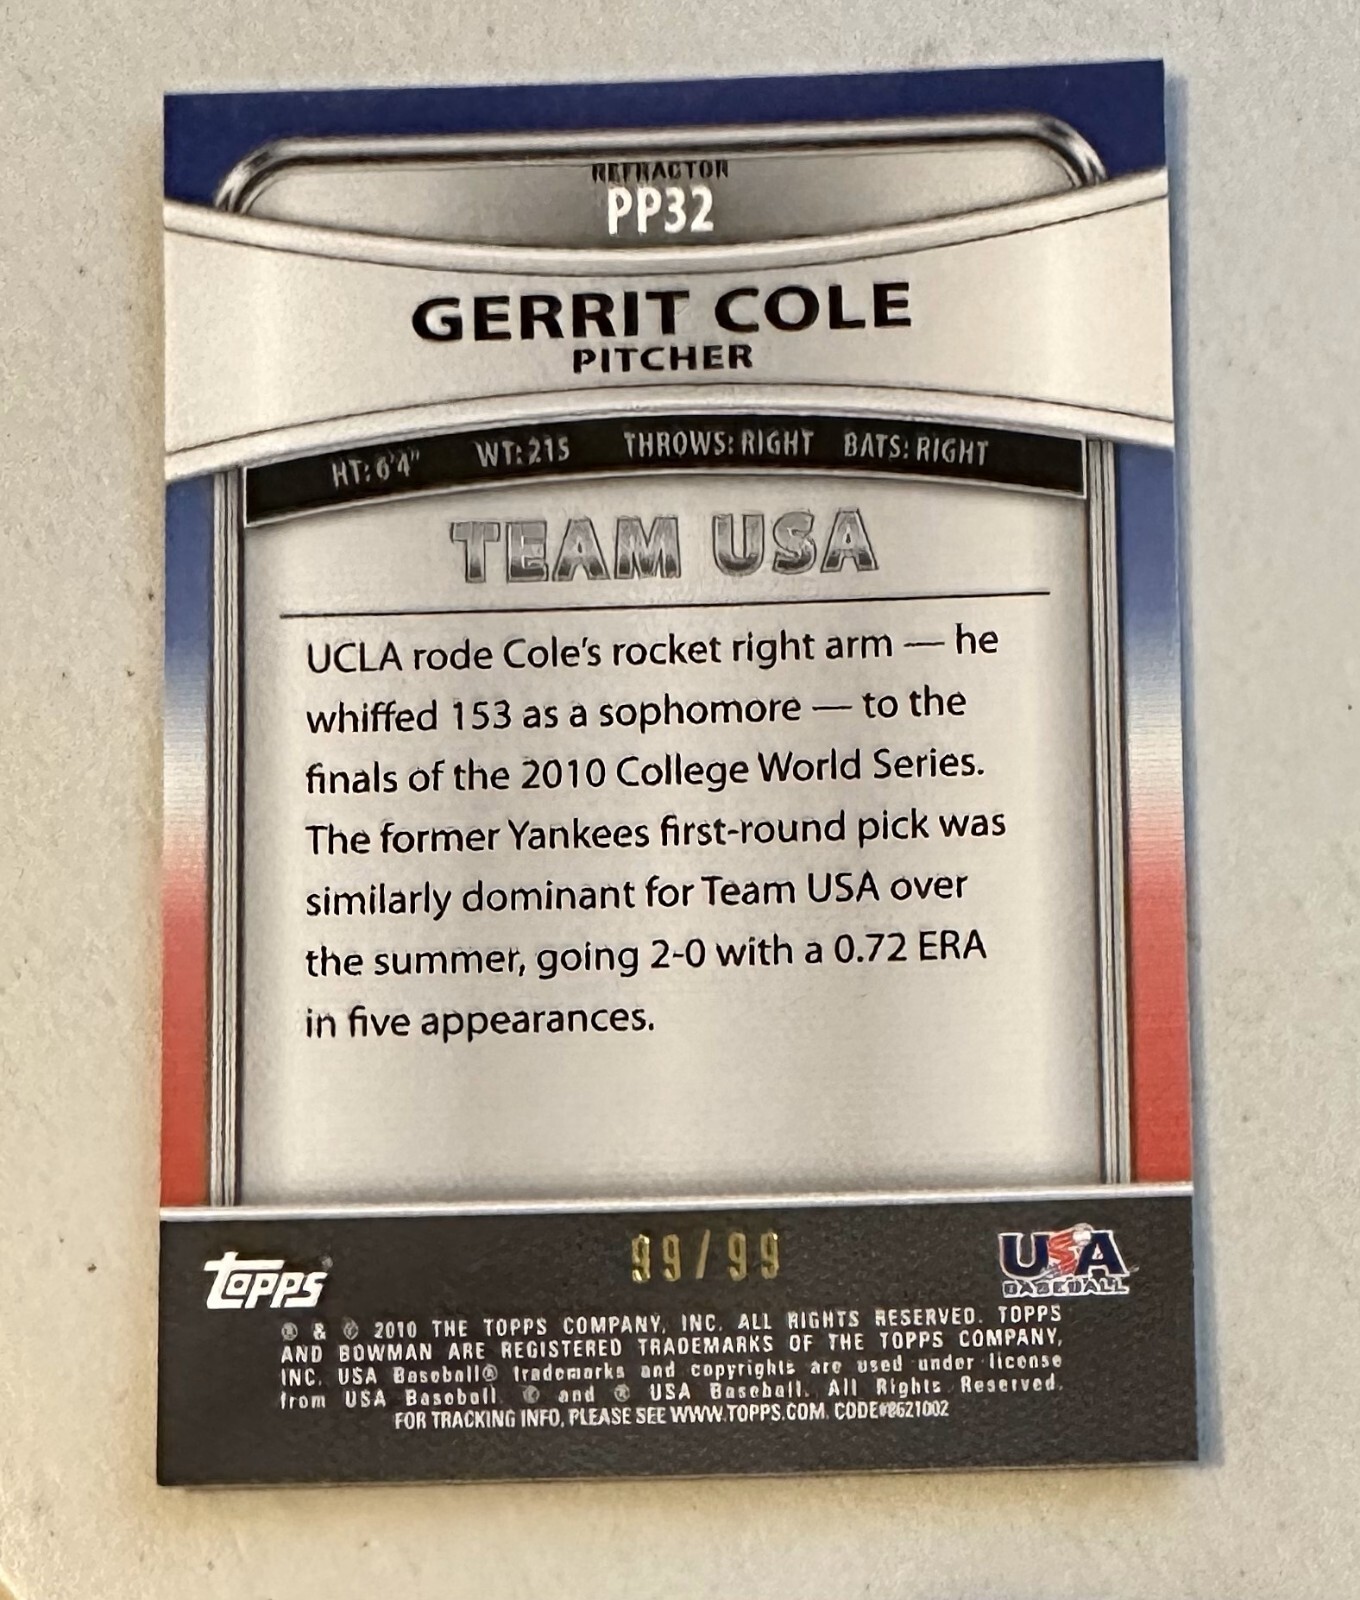 REFRACTOR
PP32
GERRIT COLE
PITCHER
HT: 6'4" WT: 215 THROWS: RIGHT BATS: RIGHT
TEAM USA
UCLA rode Cole's rocket right arm — he
whiffed 153 as a sophomore — to the
finals of the 2010 College World Series.
The former Yankees first-round pick was
similarly dominant for Team USA over
the summer, going 2-0 with a 0.72 ERA
in five appearances.
99/99
Topps
USA
BASEBALL
® & © 2010 THE TOPPS COMPANY, INC. ALL RIGHTS RESERVED. TOPPS
AND BOWMAN ARE REGISTERED TRADEMARKS OF THE TOPPS COMPANY,
INC. USA Baseball® trademarks and copyrights are used under license
from USA Baseball. © and ® USA Baseball. All Rights Reserved.
FOR TRACKING INFO, PLEASE SEE WWW.TOPPS.COM. CODE#8621002